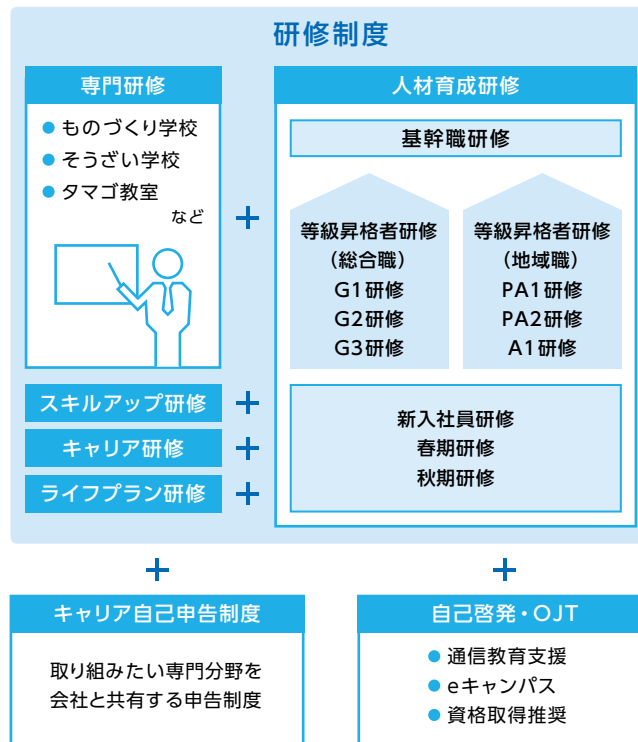 研修制度
専門研修
●ものづくり学校
●そうざい学校
●タマゴ教室
など
+
人材育成研修
基幹職研修
等級昇格者研修
（総合職）
G1研修
G2研修
G3研修
等級昇格者研修
（地域職）
PA1研修
PA2研修
A1研修
新入社員研修
春期研修
秋期研修
スキルアップ研修 +
キャリア研修 +
ライフプラン研修 +
+
キャリア自己申告制度
取り組みたい専門分野を
会社と共有する申告制度
+
自己啓発・OJT
●通信教育支援
●eキャンパス
●資格取得推奨